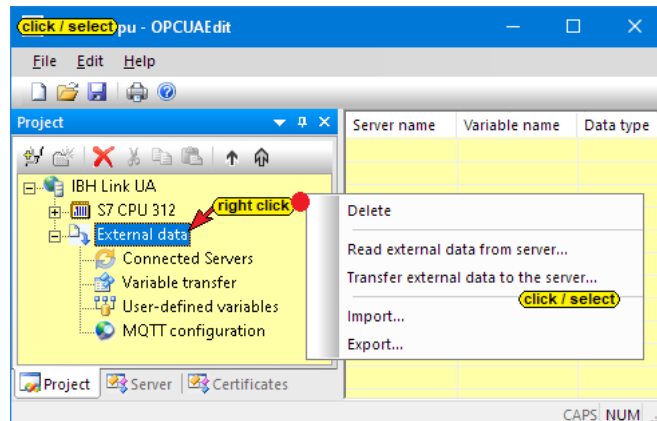 click / select pu - OPCUAEdit
File Edit Help
Project
Server name Variable name Data type
IBH Link UA
S7 CPU 312
right click
External data
Connected Servers
Variable transfer
User-defined variables
MQTT configuration
Delete
Read external data from server...
Transfer external data to the server...
click / select
Import...
Export...
Project Server Certificates
CAPS NUM